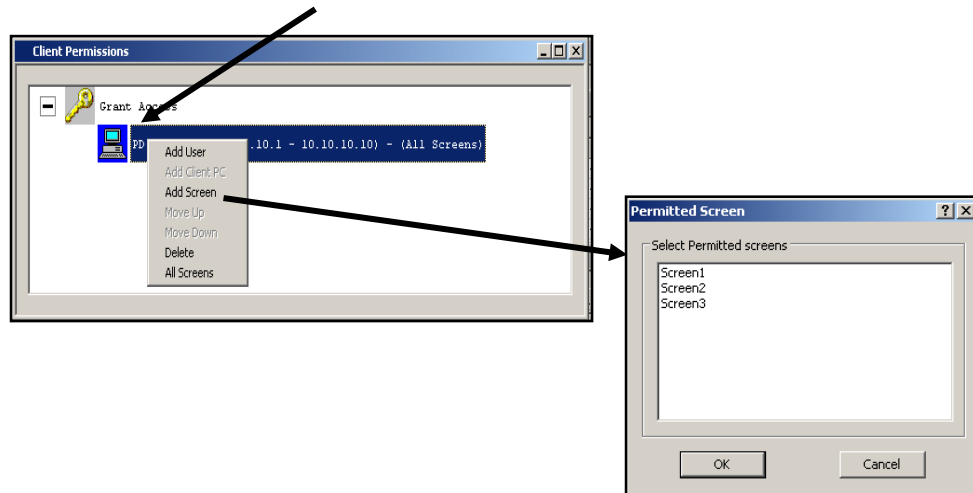 Client Permissions
Grant Access
PD .10.1 - 10.10.10.10) - (All Screens)
Add User
Add Client PC
Add Screen
Move Up
Move Down
Delete
All Screens
Permitted Screen
Select Permitted screens
Screen1
Screen2
Screen3
OK
Cancel